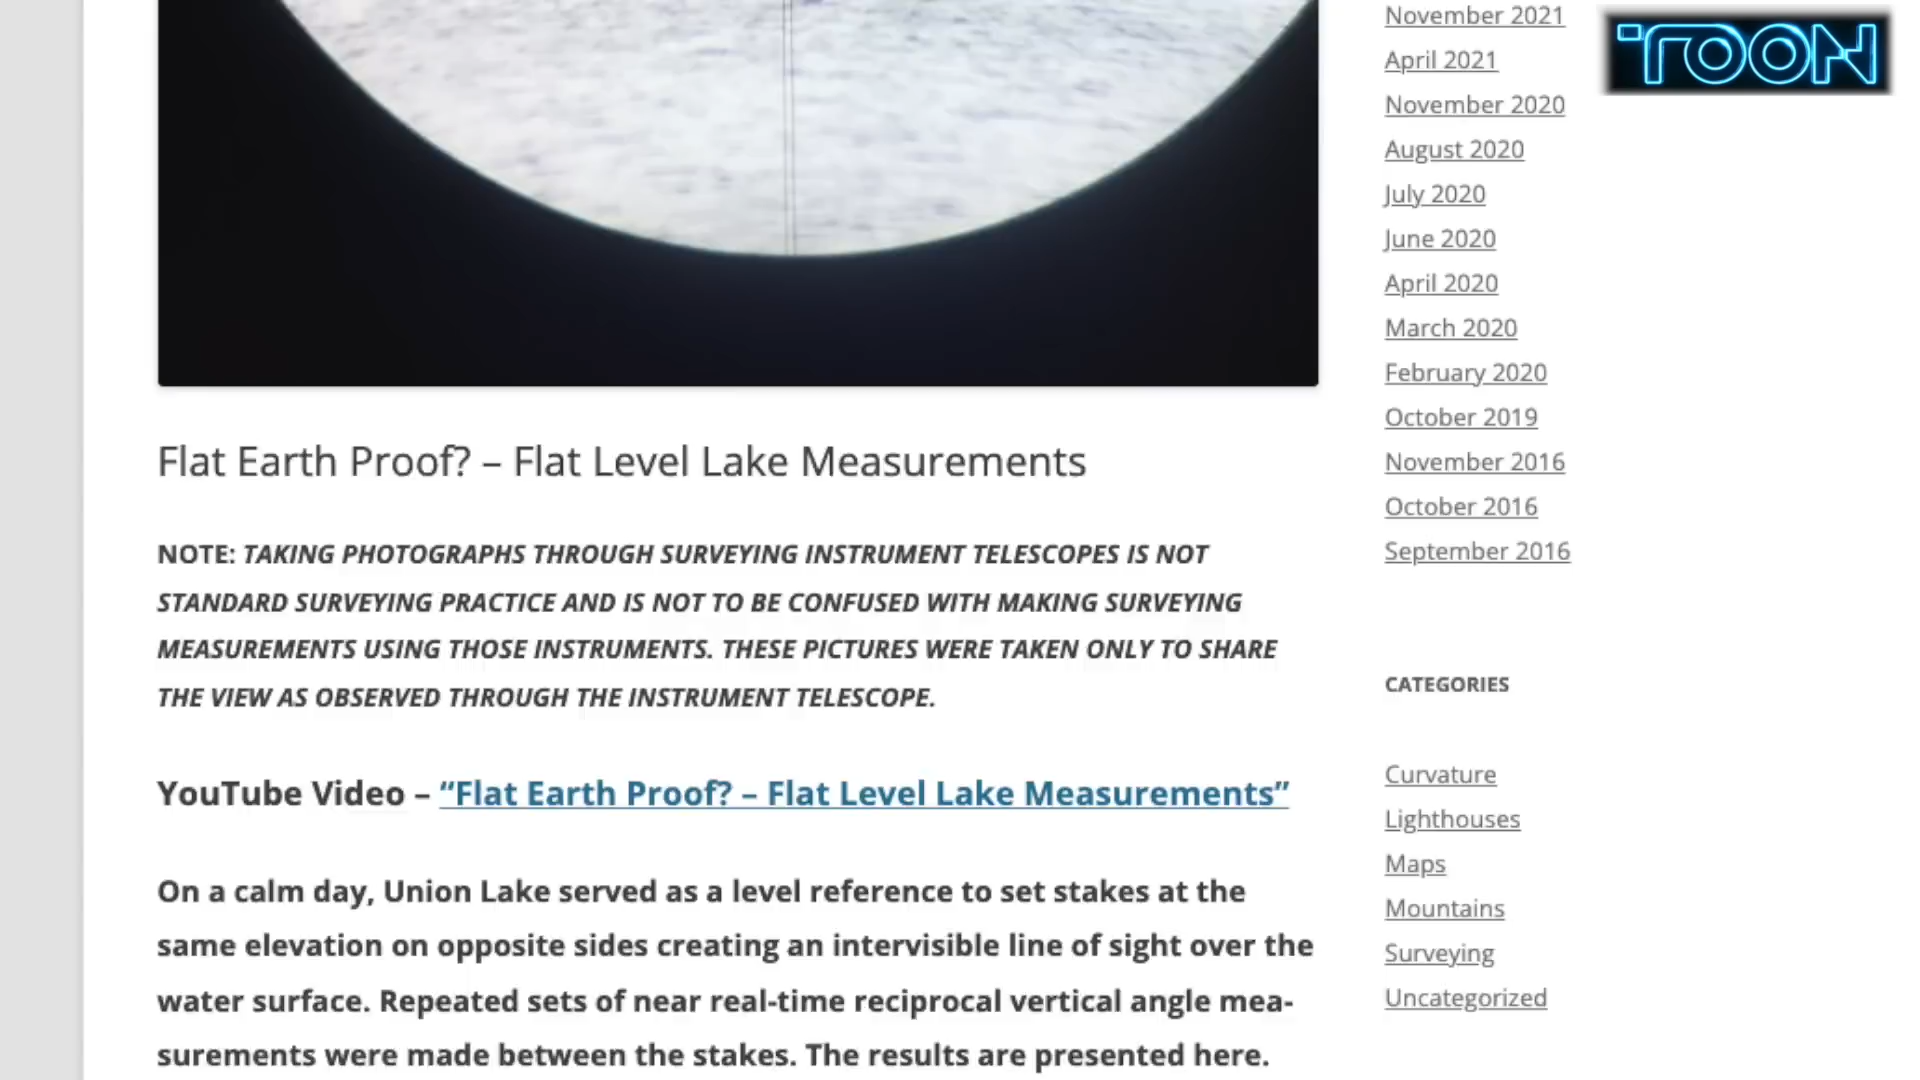 November 2021
April 2021
November 2020
August 2020
July 2020
June 2020
April 2020
March 2020
February 2020
October 2019
November 2016
October 2016
September 2016
TOON
Flat Earth Proof? – Flat Level Lake Measurements
NOTE: TAKING PHOTOGRAPHS THROUGH SURVEYING INSTRUMENT TELESCOPES IS NOT
STANDARD SURVEYING PRACTICE AND IS NOT TO BE CONFUSED WITH MAKING SURVEYING
MEASUREMENTS USING THOSE INSTRUMENTS. THESE PICTURES WERE TAKEN ONLY TO SHARE
THE VIEW AS OBSERVED THROUGH THE INSTRUMENT TELESCOPE.
YouTube Video – “Flat Earth Proof? – Flat Level Lake Measurements”
On a calm day, Union Lake served as a level reference to set stakes at the
same elevation on opposite sides creating an intervisible line of sight over the
water surface. Repeated sets of near real-time reciprocal vertical angle mea-
surements were made between the stakes. The results are presented here.
CATEGORIES
Curvature
Lighthouses
Maps
Mountains
Surveying
Uncategorized